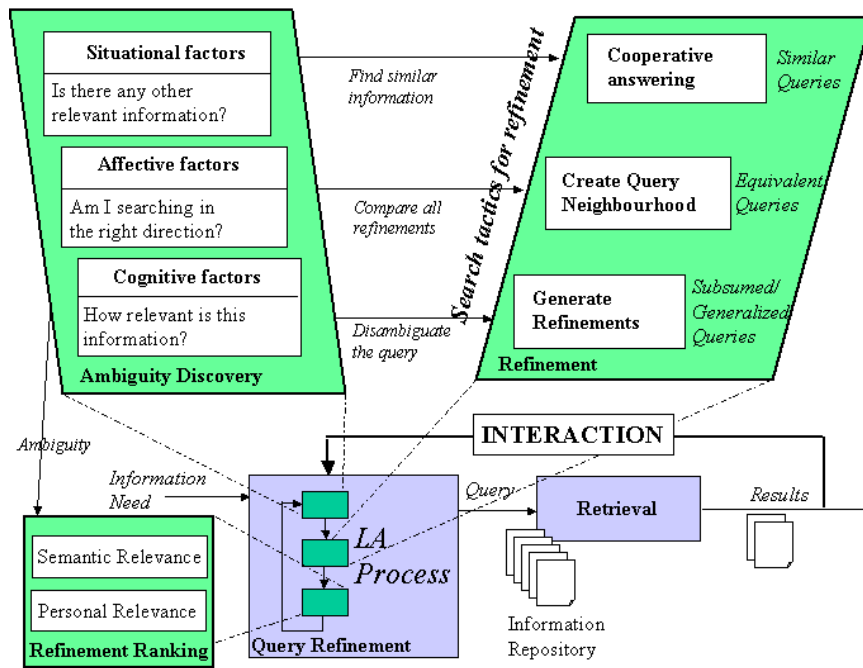 Situational factors
Is there any other
relevant information?
Affective factors
Am I searching in
the right direction?
Cognitive factors
How relevant is this
information?
Ambiguity Discovery
Find similar
information
Compare all
refinements
Disambiguate
the query
Search tactics for refinement
Cooperative
answering
Similar
Queries
Create Query
Neighbourhood
Equivalent
Queries
Generate
Refinements
Subsumed/
Generalized
Queries
Refinement
Ambiguity
Information
Need
INTERACTION
Query
Retrieval
Results
LA
Process
Query Refinement
Information
Repository
Semantic Relevance
Personal Relevance
Refinement Ranking